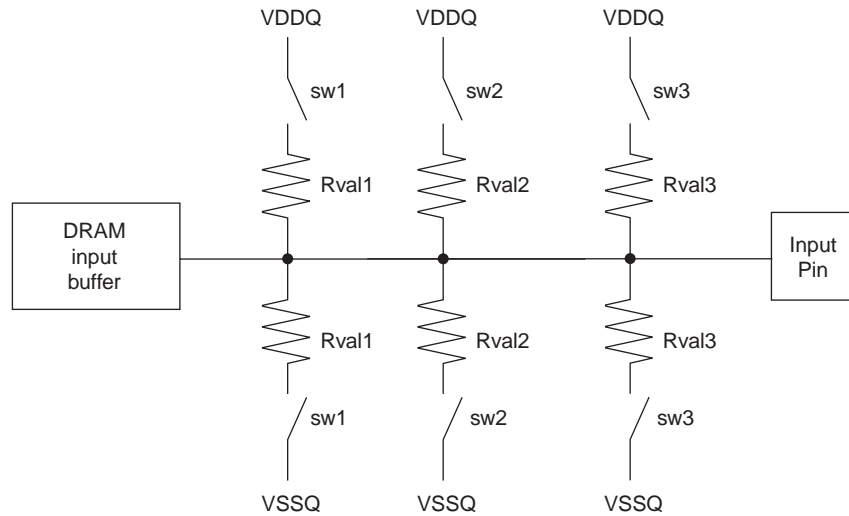 VDDQ VDDQ VDDQ
sw1 sw2 sw3
Rval1 Rval2 Rval3
DRAM
input
buffer
Input
Pin
Rval1 Rval2 Rval3
sw1 sw2 sw3
VSSQ VSSQ VSSQ